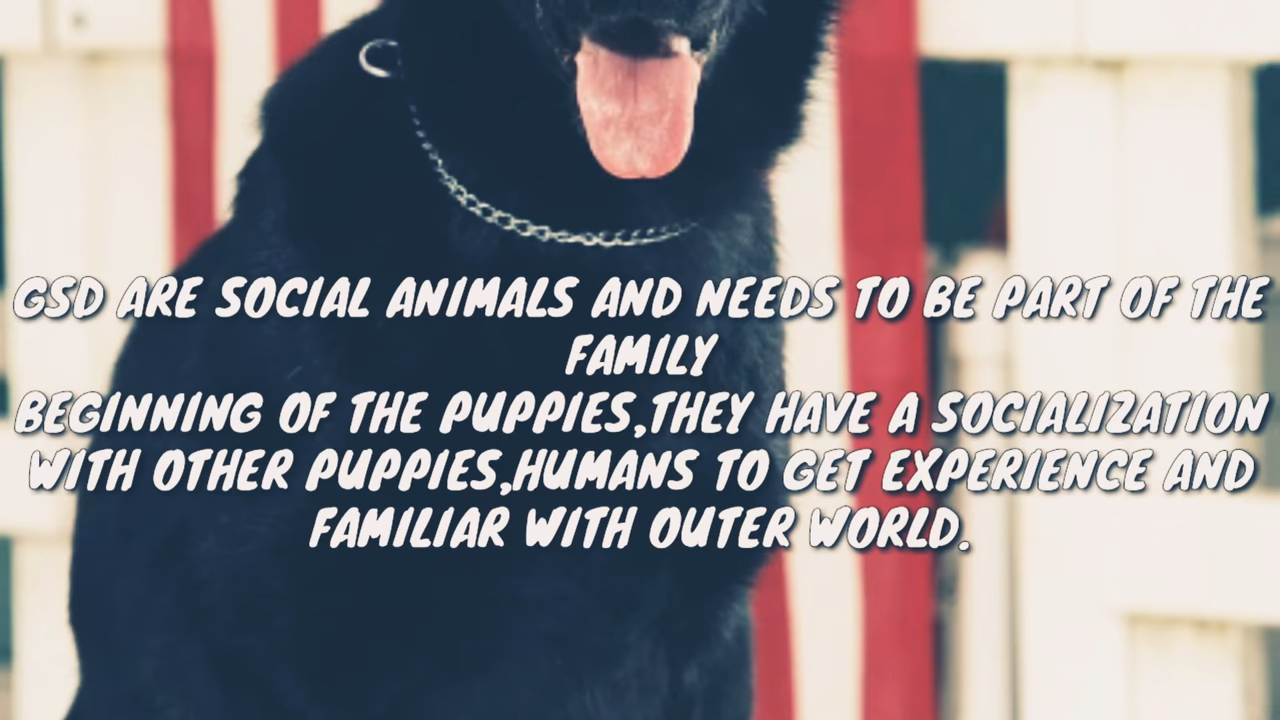 GSD ARE SOCIAL ANIMALS AND NEEDS TO BE PART OF THE
FAMILY
BEGINNING OF THE PUPPIES,THEY HAVE A SOCIALIZATION
WITH OTHER PUPPIES,HUMANS TO GET EXPERIENCE AND
FAMILIAR WITH OUTER WORLD.